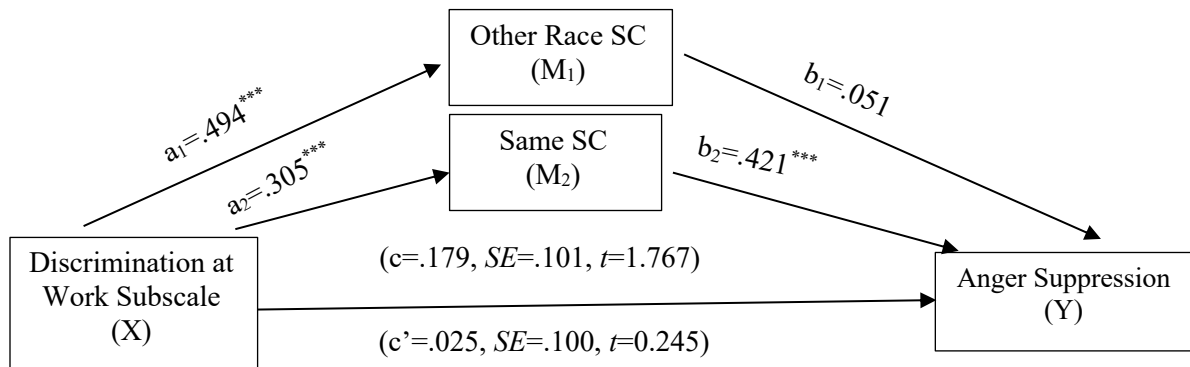 Other Race SC
(M₁)
a₁=.494***
b₁=.051
Same SC
(M₂)
a₂=.305***
b₂=.421***
Discrimination at
Work Subscale
(X)
(c=.179, SE=.101, t=1.767)
(c’=.025, SE=.100, t=0.245)
Anger Suppression
(Y)